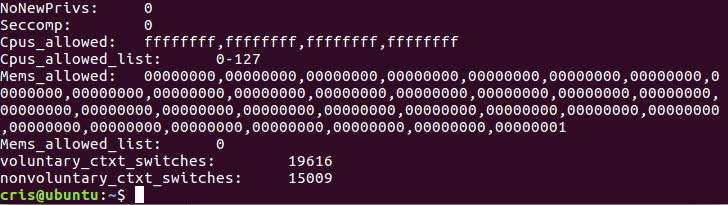 NoNewPrivs:     0
Seccomp:        0
Cpus_allowed:   ffffffff,ffffffff,ffffffff,ffffffff
Cpus_allowed_list:      0-127
Mems_allowed:   00000000,00000000,00000000,00000000,00000000,00000000,00000000,0
0000000,00000000,00000000,00000000,00000000,00000000,00000000,00000000,00000000,
00000000,00000000,00000000,00000000,00000000,00000000,00000000,00000000,00000000
,00000000,00000000,00000000,00000000,00000000,00000000,00000001
Mems_allowed_list:      0
voluntary_ctxt_switches:        19616
nonvoluntary_ctxt_switches:     15009
cris@ubuntu:~$